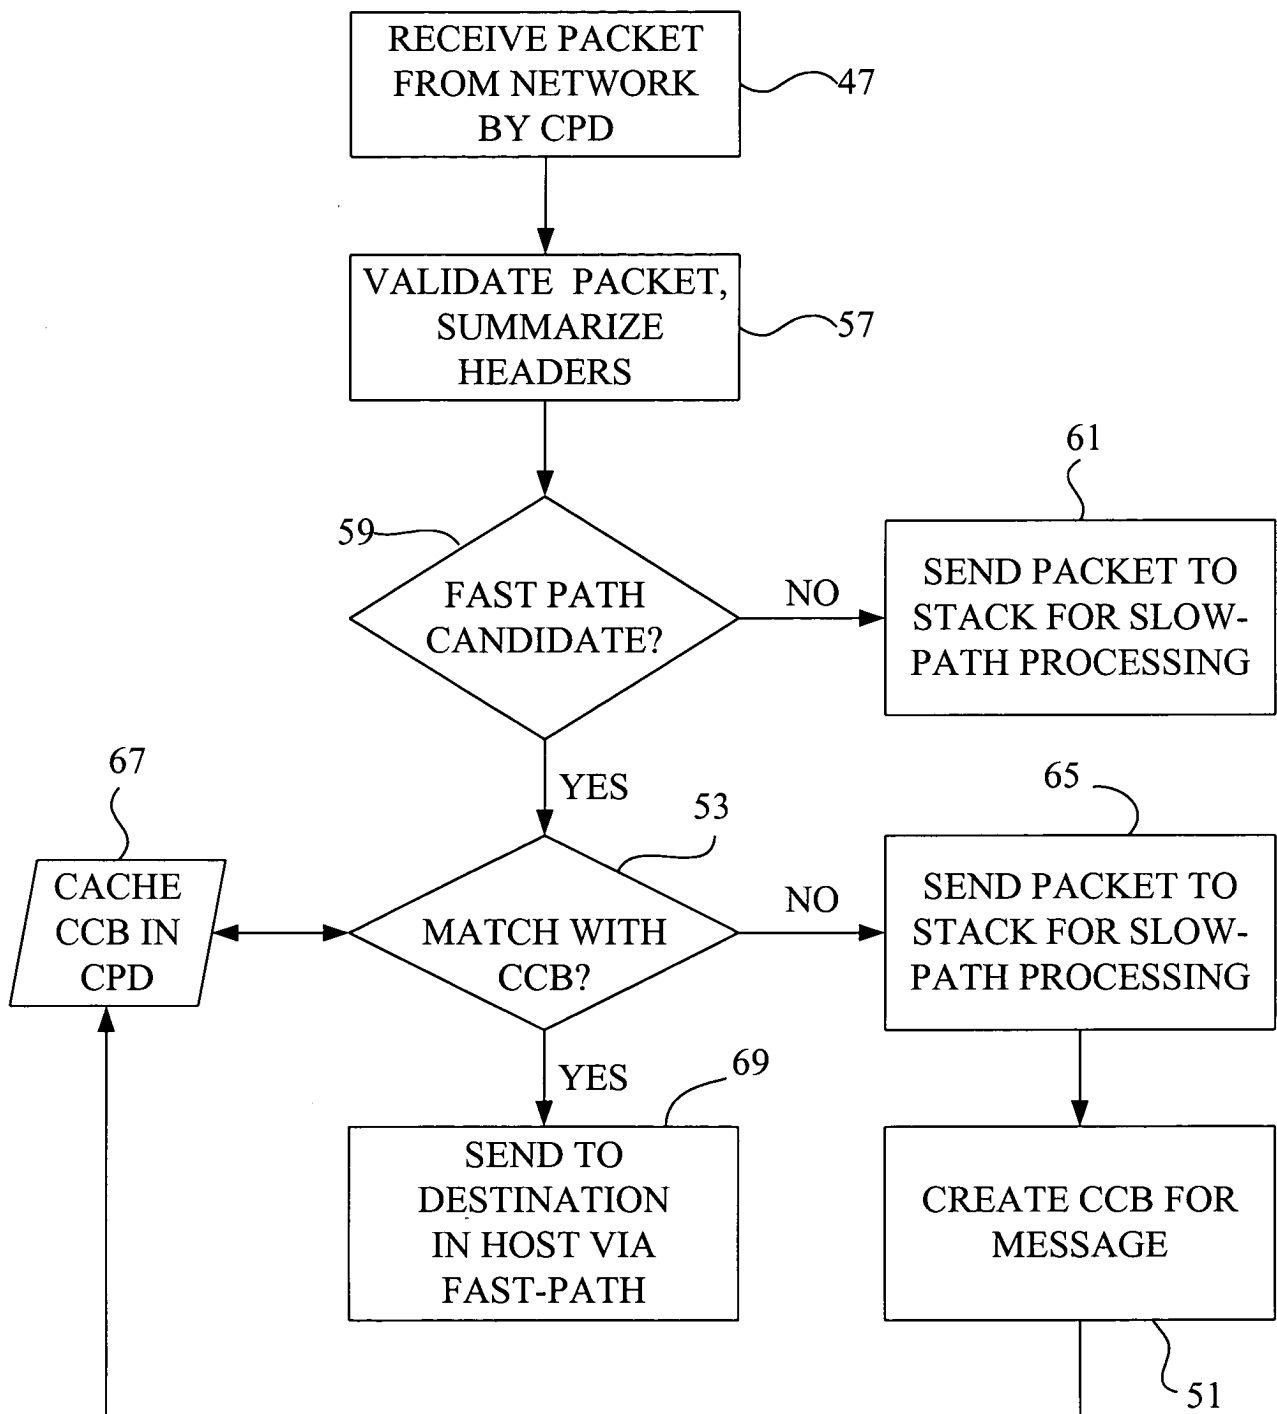 RECEIVE PACKET
FROM NETWORK
BY CPD
47
VALIDATE PACKET,
SUMMARIZE
HEADERS
57
61
59
FAST PATH
CANDIDATE?
NO
SEND PACKET TO
STACK FOR SLOW-
PATH PROCESSING
YES
67
53
65
CACHE
CCB IN
CPD
MATCH WITH
CCB?
NO
SEND PACKET TO
STACK FOR SLOW-
PATH PROCESSING
YES
69
SEND TO
DESTINATION
IN HOST VIA
FAST-PATH
CREATE CCB FOR
MESSAGE
51